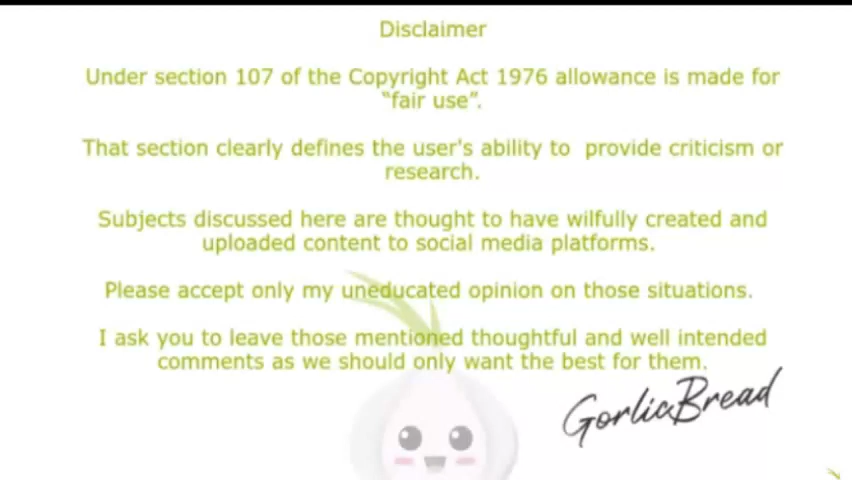 Disclaimer
Under section 107 of the Copyright Act 1976 allowance is made for
“fair use”.
That section clearly defines the user's ability to  provide criticism or
research.
Subjects discussed here are thought to have wilfully created and
uploaded content to social media platforms.
Please accept only my uneducated opinion on those situations.
I ask you to leave those mentioned thoughtful and well intended
comments as we should only want the best for them.
GorlicBread